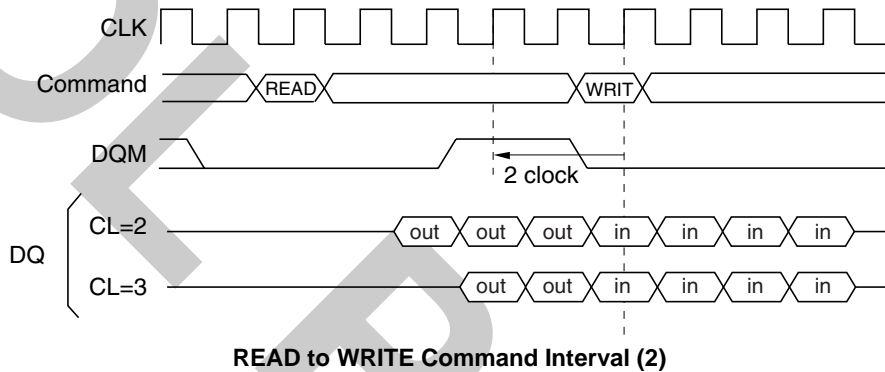 CLK
Command READ WRIT
DQM
2 clock
DQ
CL=2 out out out in in in in
CL=3 out out in in in in
READ to WRITE Command Interval (2)